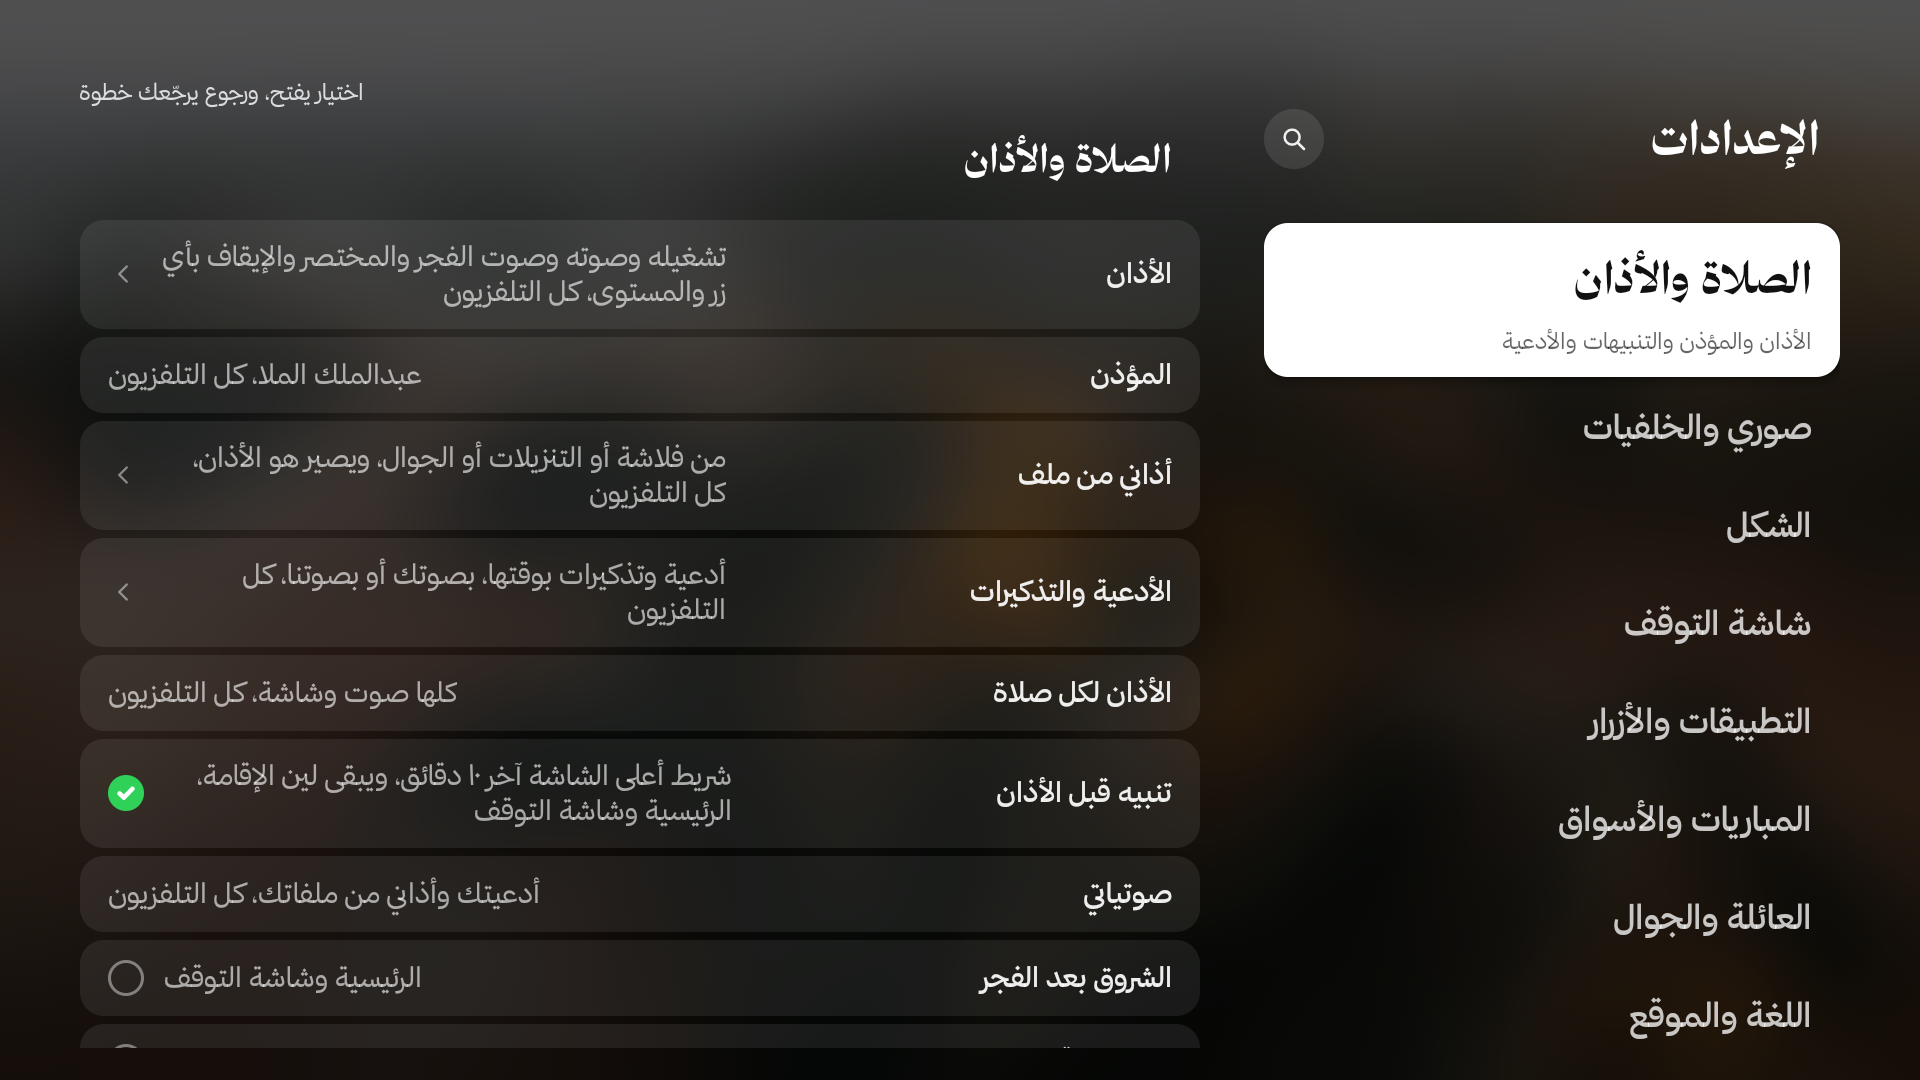 اختيار يفتح، ورجوع يرجّعك خطوة
الإعدادات
الصلاة والأذان
الأذان والمؤذن والتنبيهات والأدعية
صوري والخلفيات
الشكل
شاشة التوقف
التطبيقات والأزرار
المباريات والأسواق
العائلة والجوال
اللغة والموقع
الصلاة والأذان
الأذان
تشغيله وصوته وصوت الفجر والمختصر والإيقاف بأي
زر والمستوى، كل التلفزيون
المؤذن
عبدالملك الملا، كل التلفزيون
أذاني من ملف
من فلاشة أو التنزيلات أو الجوال، ويصير هو الأذان،
كل التلفزيون
الأدعية والتذكيرات
أدعية وتذكيرات بوقتها، بصوتك أو بصوتنا، كل
التلفزيون
الأذان لكل صلاة
كلها صوت وشاشة، كل التلفزيون
تنبيه قبل الأذان
شريط أعلى الشاشة آخر ١٠ دقائق، ويبقى لين الإقامة،
الرئيسية وشاشة التوقف
صوتياتي
أدعيتك وأذاني من ملفاتك، كل التلفزيون
الشروق بعد الفجر
الرئيسية وشاشة التوقف